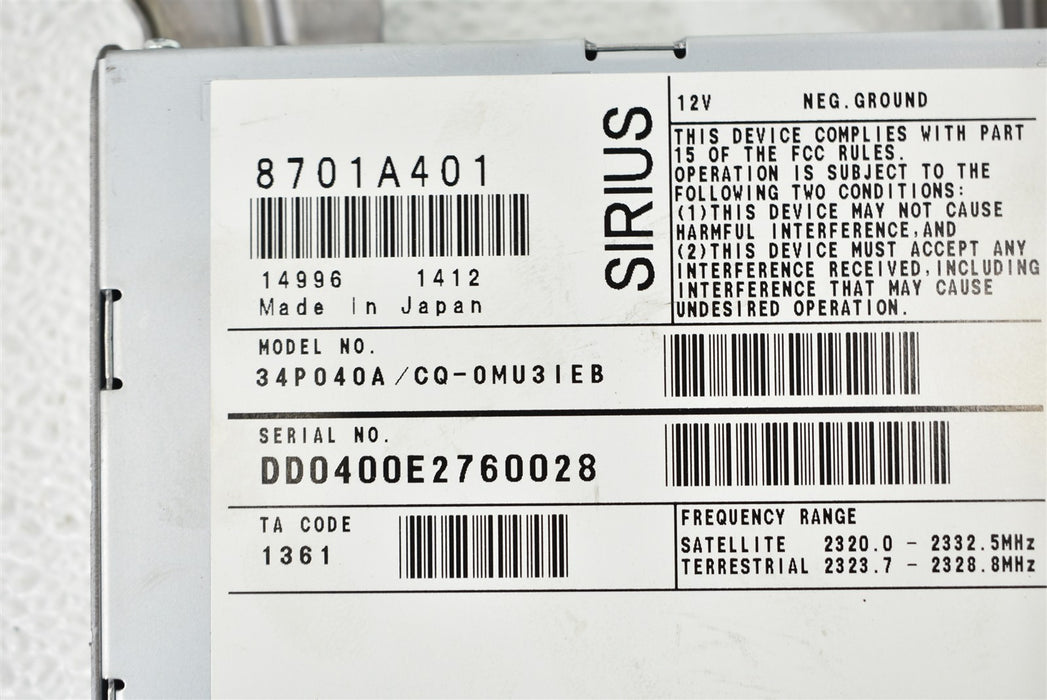 8701A401
14996 1412
Made in Japan
SIRIUS
12V NEG.GROUND
THIS DEVICE COMPLIES WITH PART
15 OF THE FCC RULES.
OPERATION IS SUBJECT TO THE
FOLLOWING TWO CONDITIONS:
(1)THIS DEVICE MAY NOT CAUSE
HARMFUL INTERFERENCE,AND
(2)THIS DEVICE MUST ACCEPT ANY
INTERFERENCE RECEIVED,INCLUDING
INTERFERENCE THAT MAY CAUSE
UNDESIRED OPERATION.
MODEL NO.
34P040A/CQ-0MU31EB
SERIAL NO.
DD0400E2760028
TA CODE
1361
FREQUENCY RANGE
SATELLITE 2320.0 - 2332.5MHz
TERRESTRIAL 2323.7 - 2328.8MHz